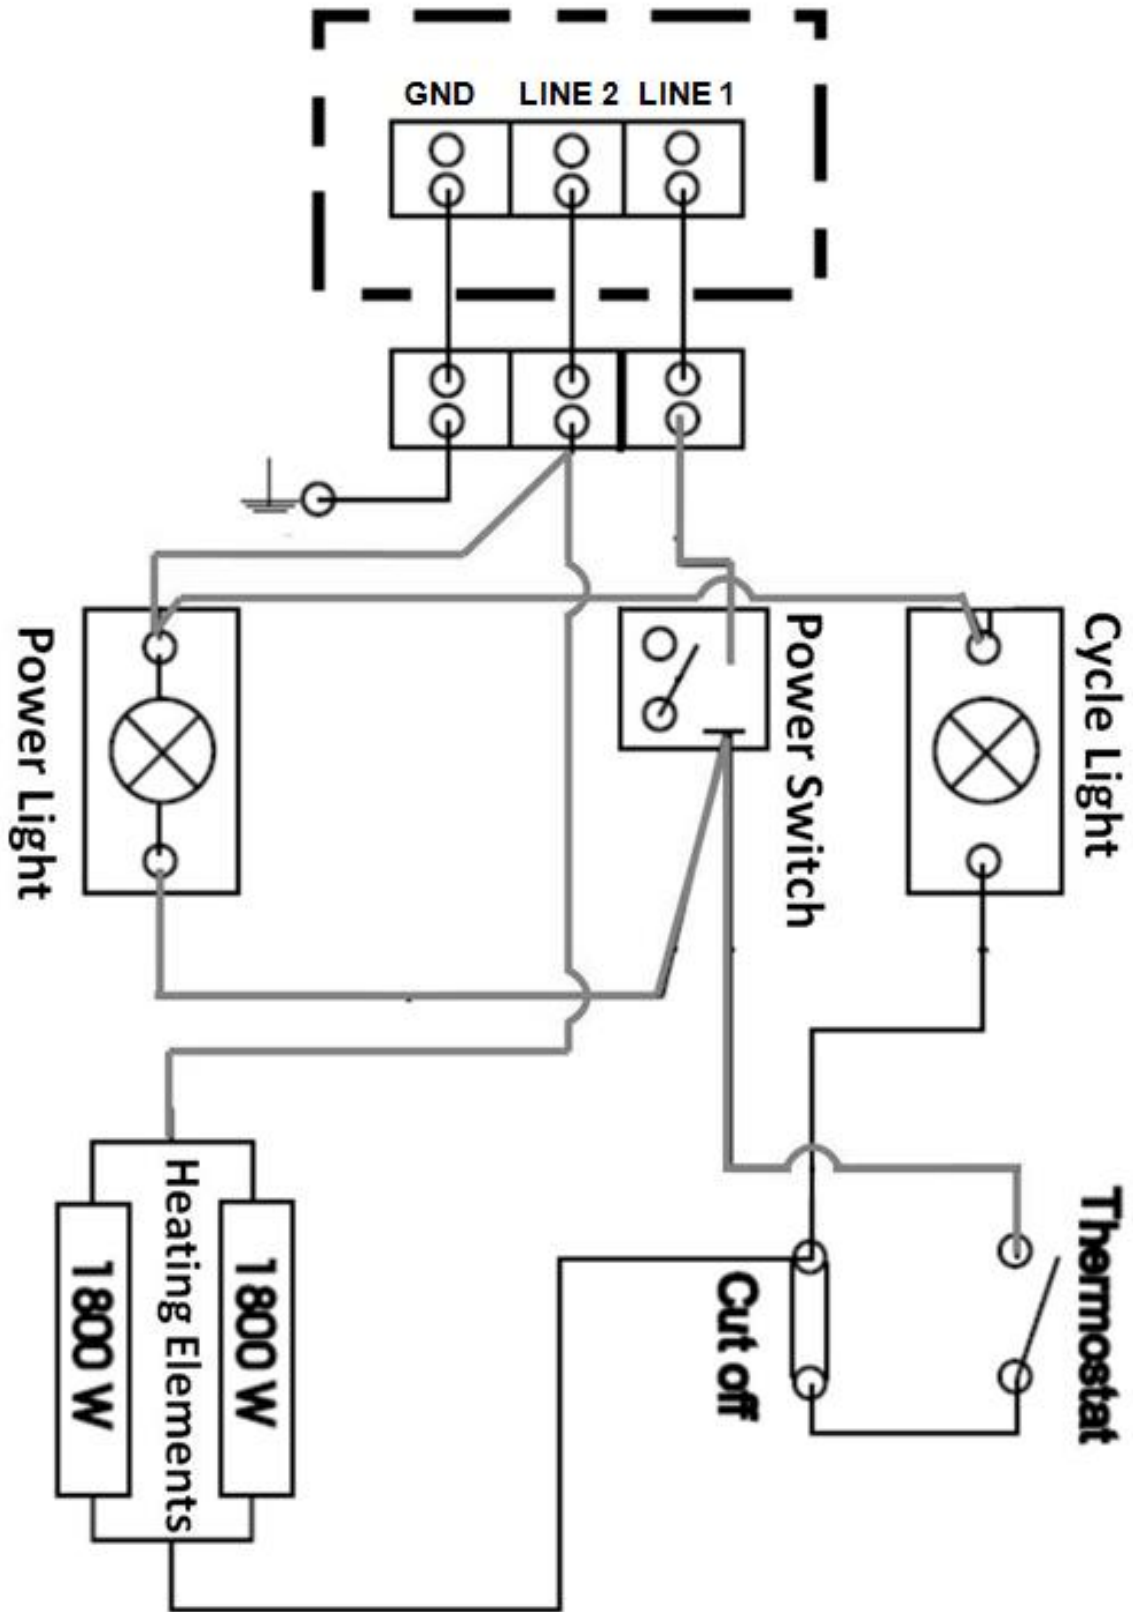 GND LINE 2 LINE 1
Power Light
Power Switch
Cycle Light
Heating Elements
1800 W
1800 W
Cut off
Thermostat